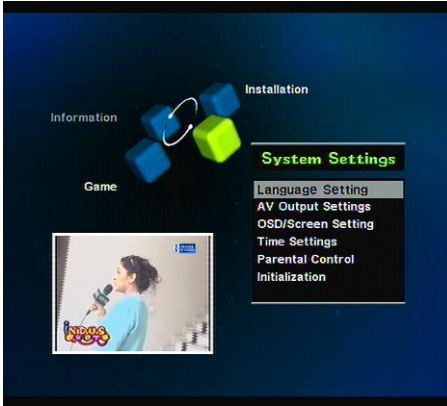 Installation
Information
Game
System Settings
Language Setting
AV Output Settings
OSD/Screen Setting
Time Settings
Parental Control
Initialization